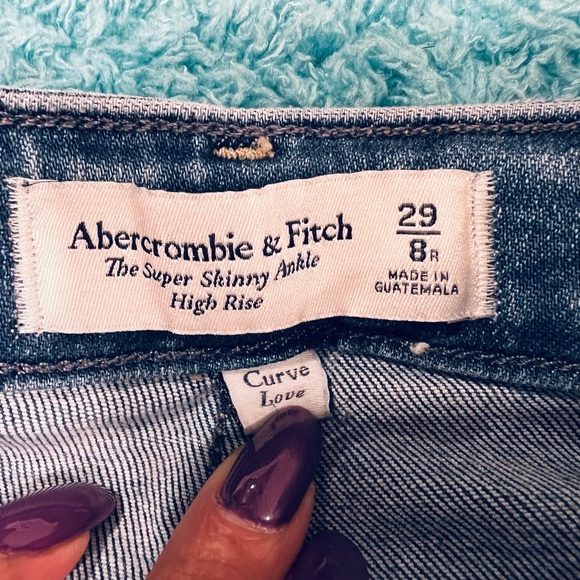 Abercrombie & Fitch
The Super Skinny Ankle
High Rise
29
8R
MADE IN
GUATEMALA
Curve
Love